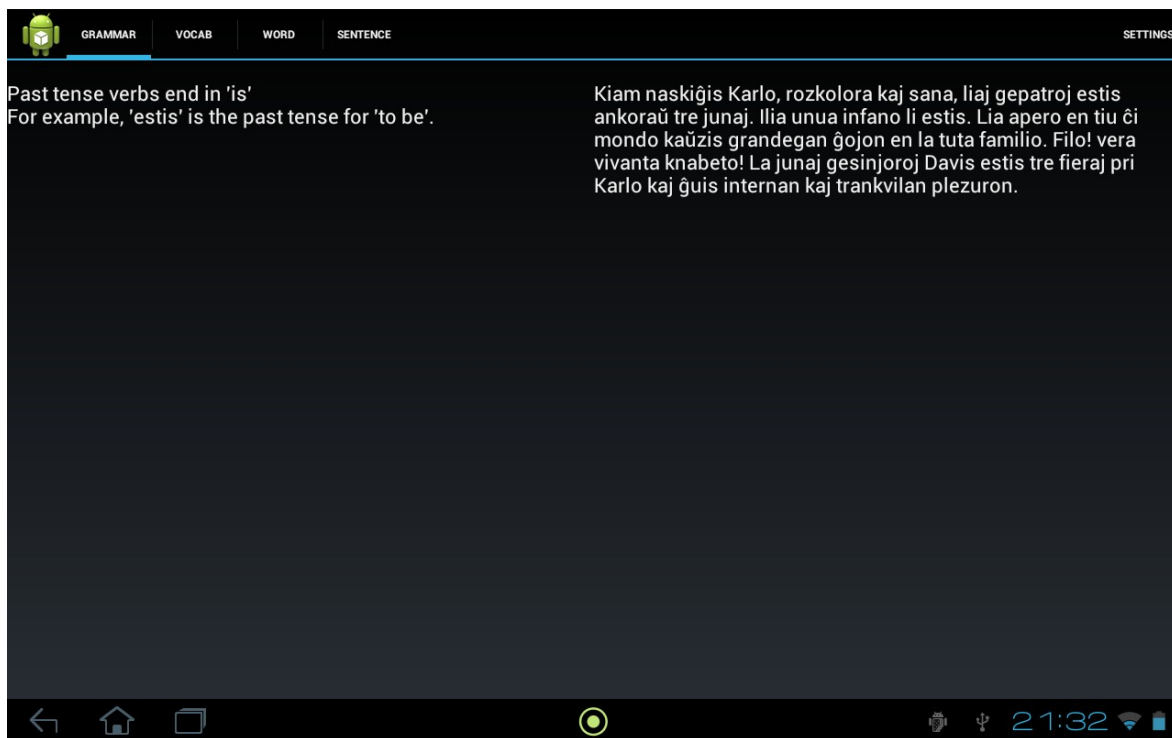 GRAMMAR VOCAB WORD SENTENCE SETTINGS
Past tense verbs end in 'is'
For example, 'estis' is the past tense for 'to be'.
Kiam naskiĝis Karlo, rozkolora kaj sana, liaj gepatroj estis
ankoraŭ tre junaj. Ilia unua infano li estis. Lia apero en tiu ĉi
mondo kaŭzis grandegan ĝojon en la tuta familio. Filo! vera
vivanta knabeto! La junaj gesinjoroj Davis estis tre fieraj pri
Karlo kaj ĝuis internan kaj trankvilan plezuron.
21:32